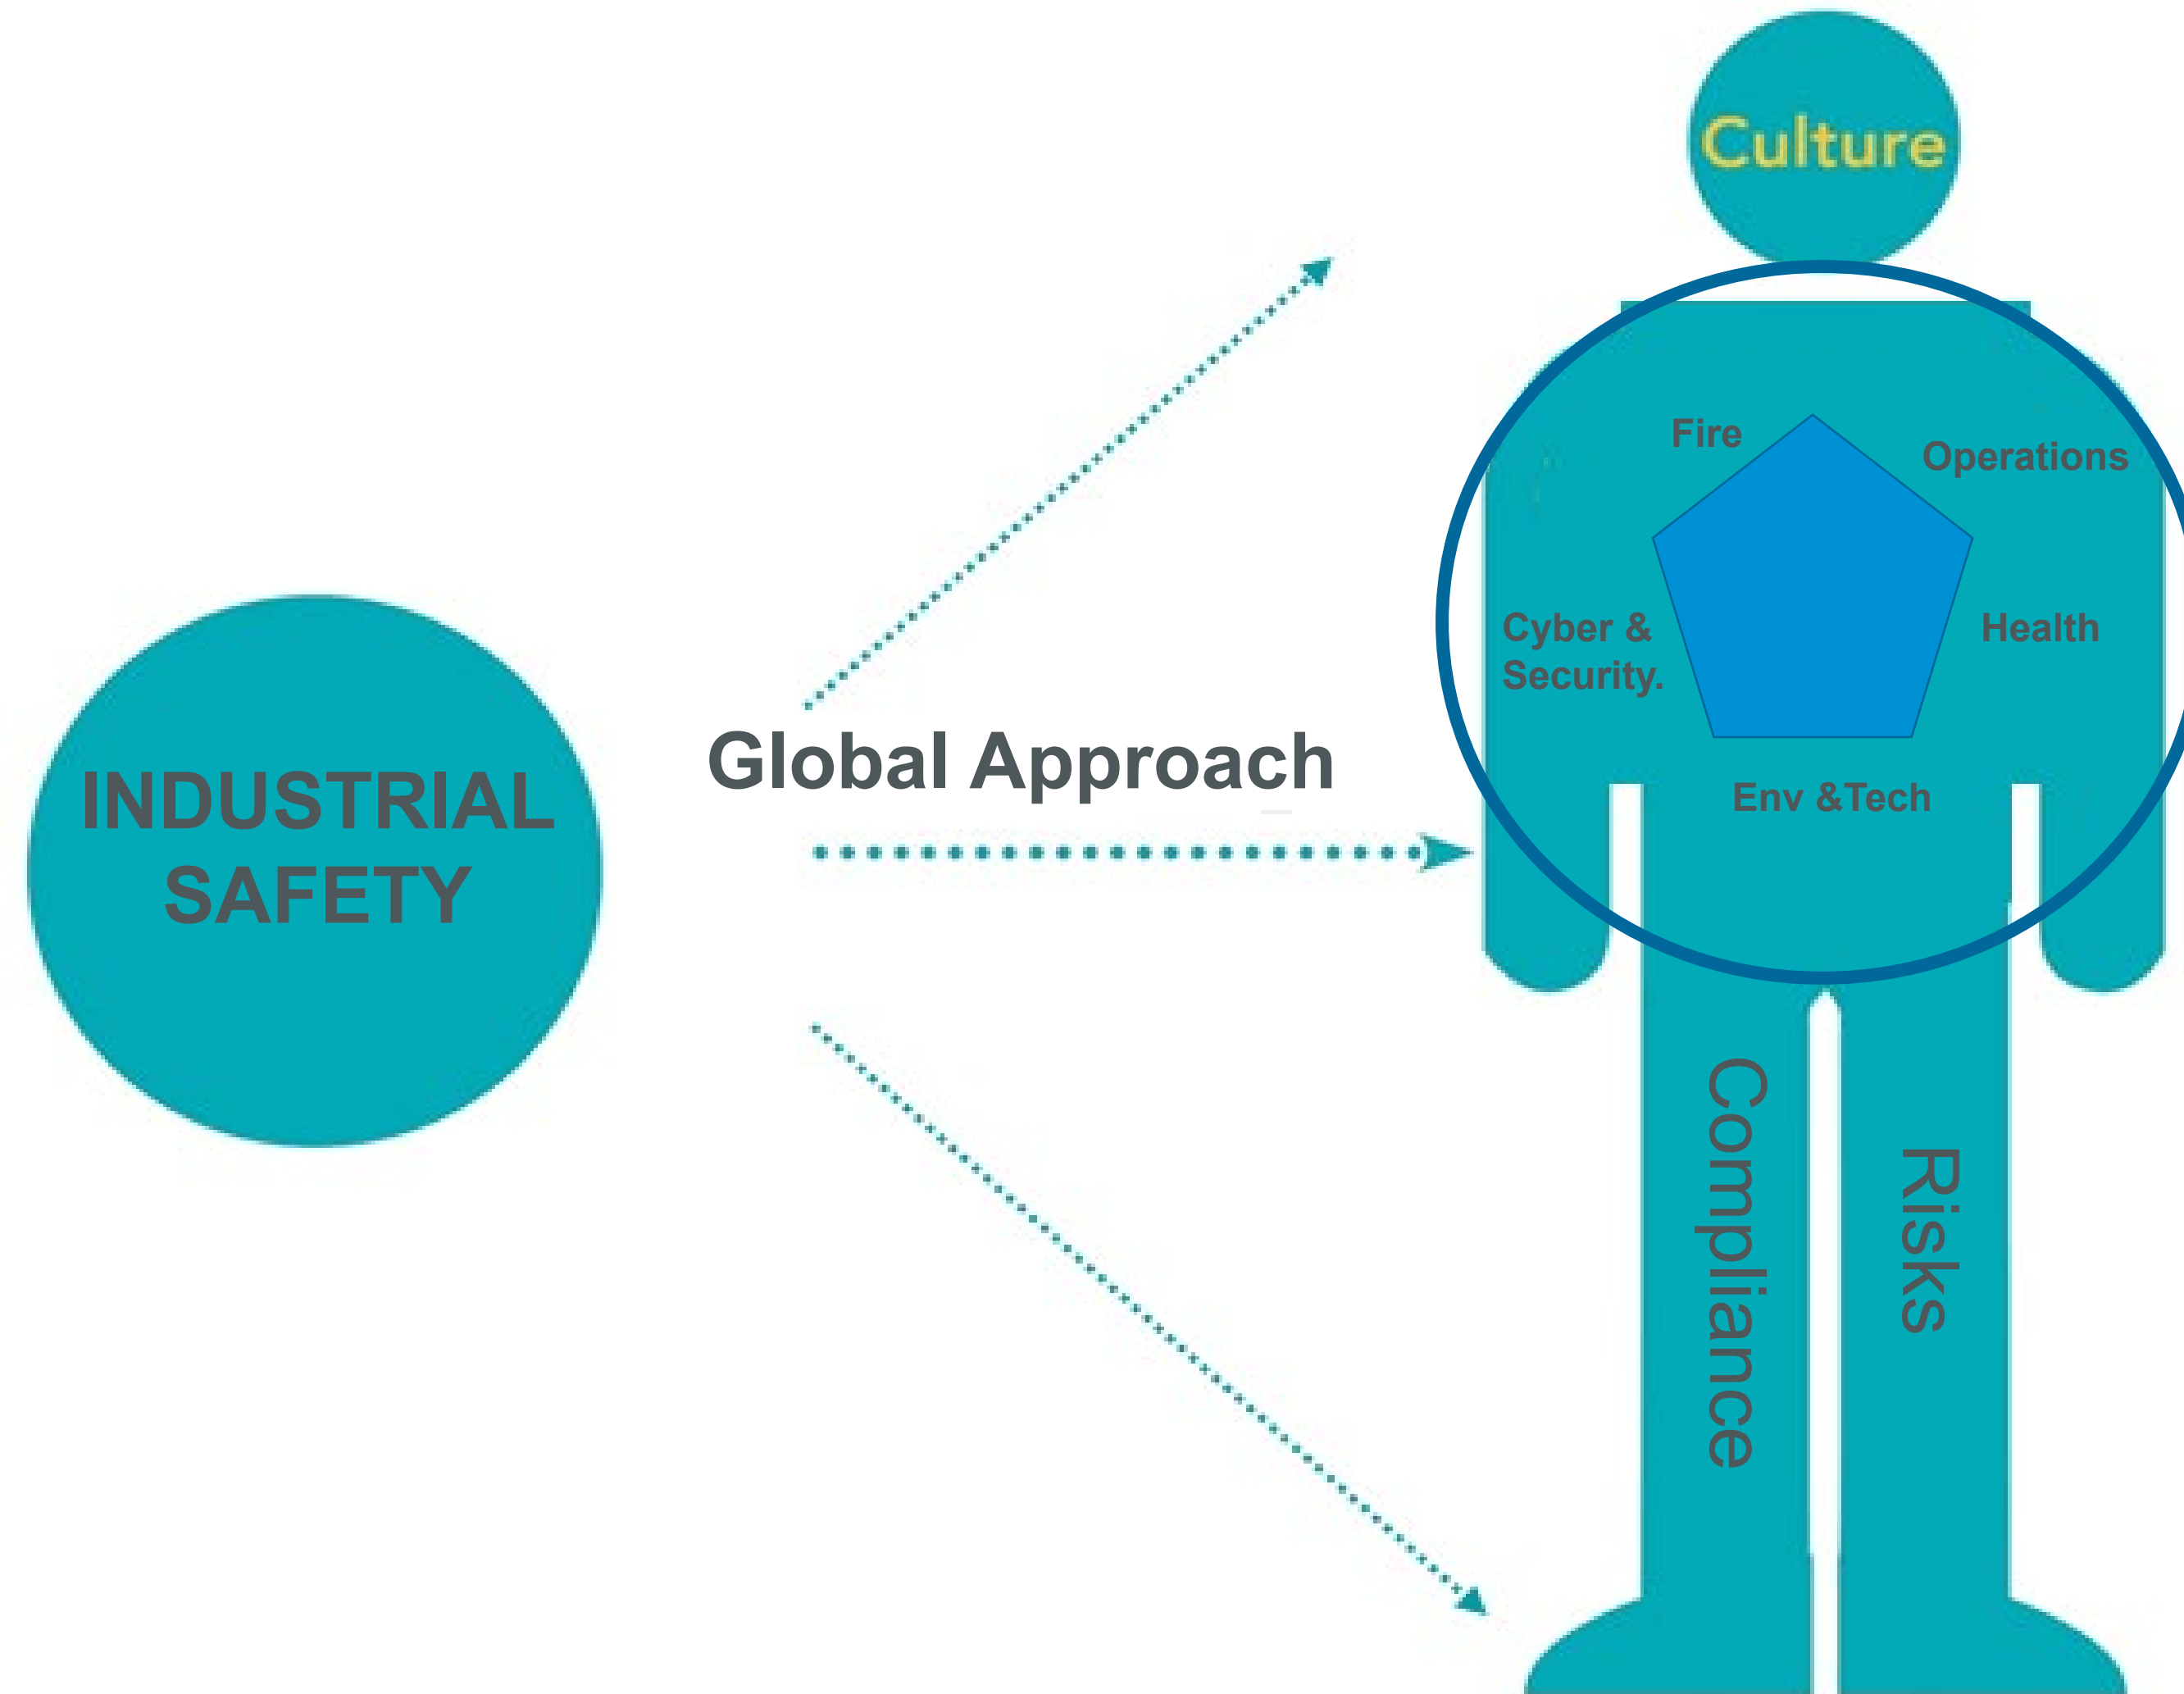 Culture
Fire
Operations
Cyber &
Security.
Health
Env &Tech
Global Approach
INDUSTRIAL
SAFETY
Compliance
Risks